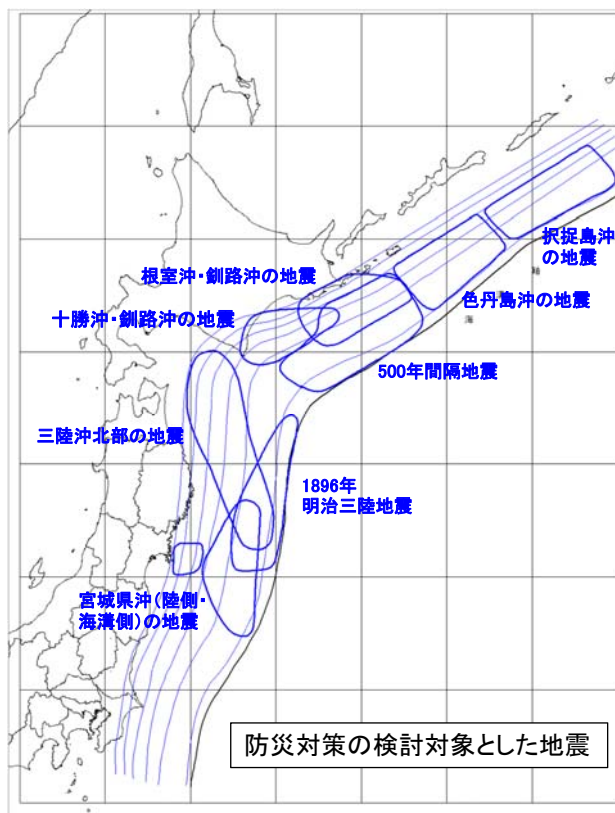 択捉島沖
の地震
根室沖・釧路沖の地震
色丹島沖の地震
海
十勝沖・釧路沖の地震
500年間隔地震
三陸沖北部の地震
1896年
明治三陸地震
宮城県沖(陸側・
海溝側)の地震
防災対策の検討対象とした地震